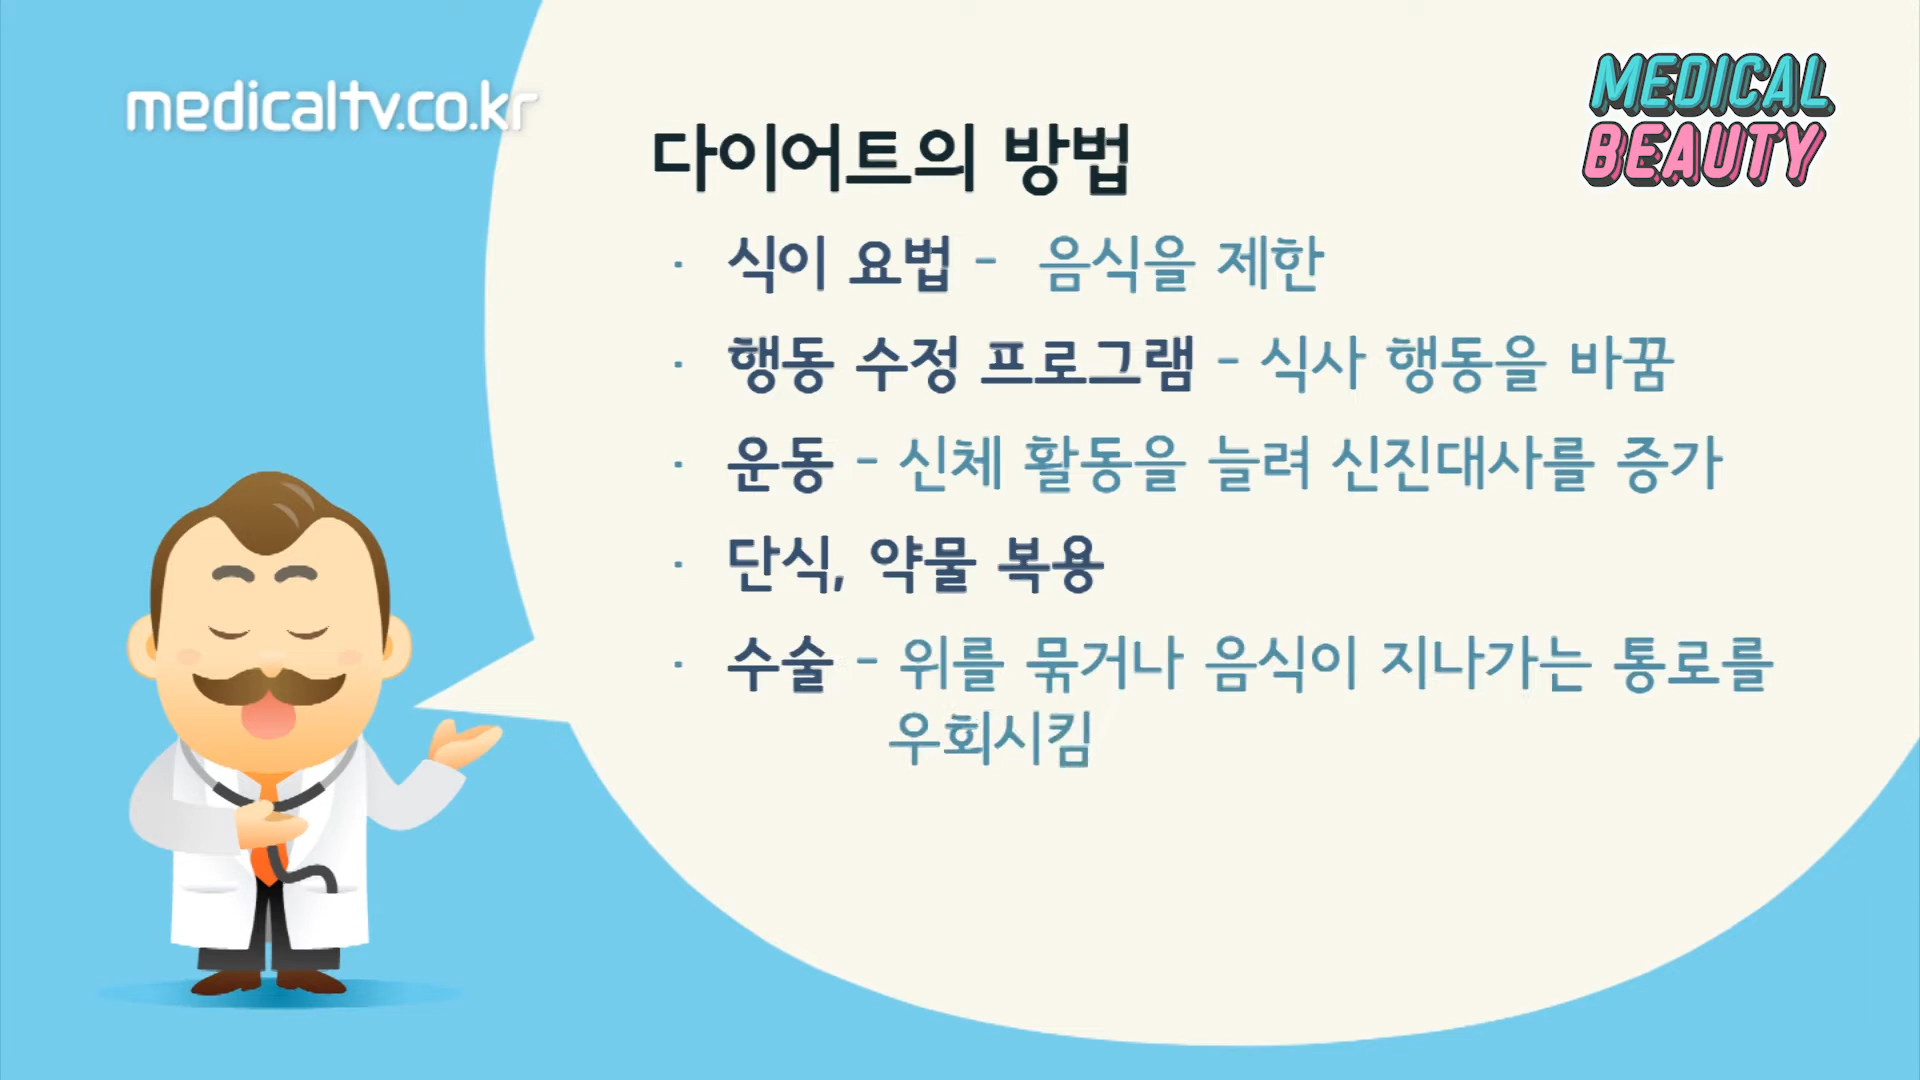 medicaltv.co.kr
MEDICAL
BEAUTY
다이어트의 방법
· 식이 요법 - 음식을 제한
· 행동 수정 프로그램 - 식사 행동을 바꿈
· 운동 - 신체 활동을 늘려 신진대사를 증가
· 단식, 약물 복용
· 수술 - 위를 묶거나 음식이 지나가는 통로를
우회시킴